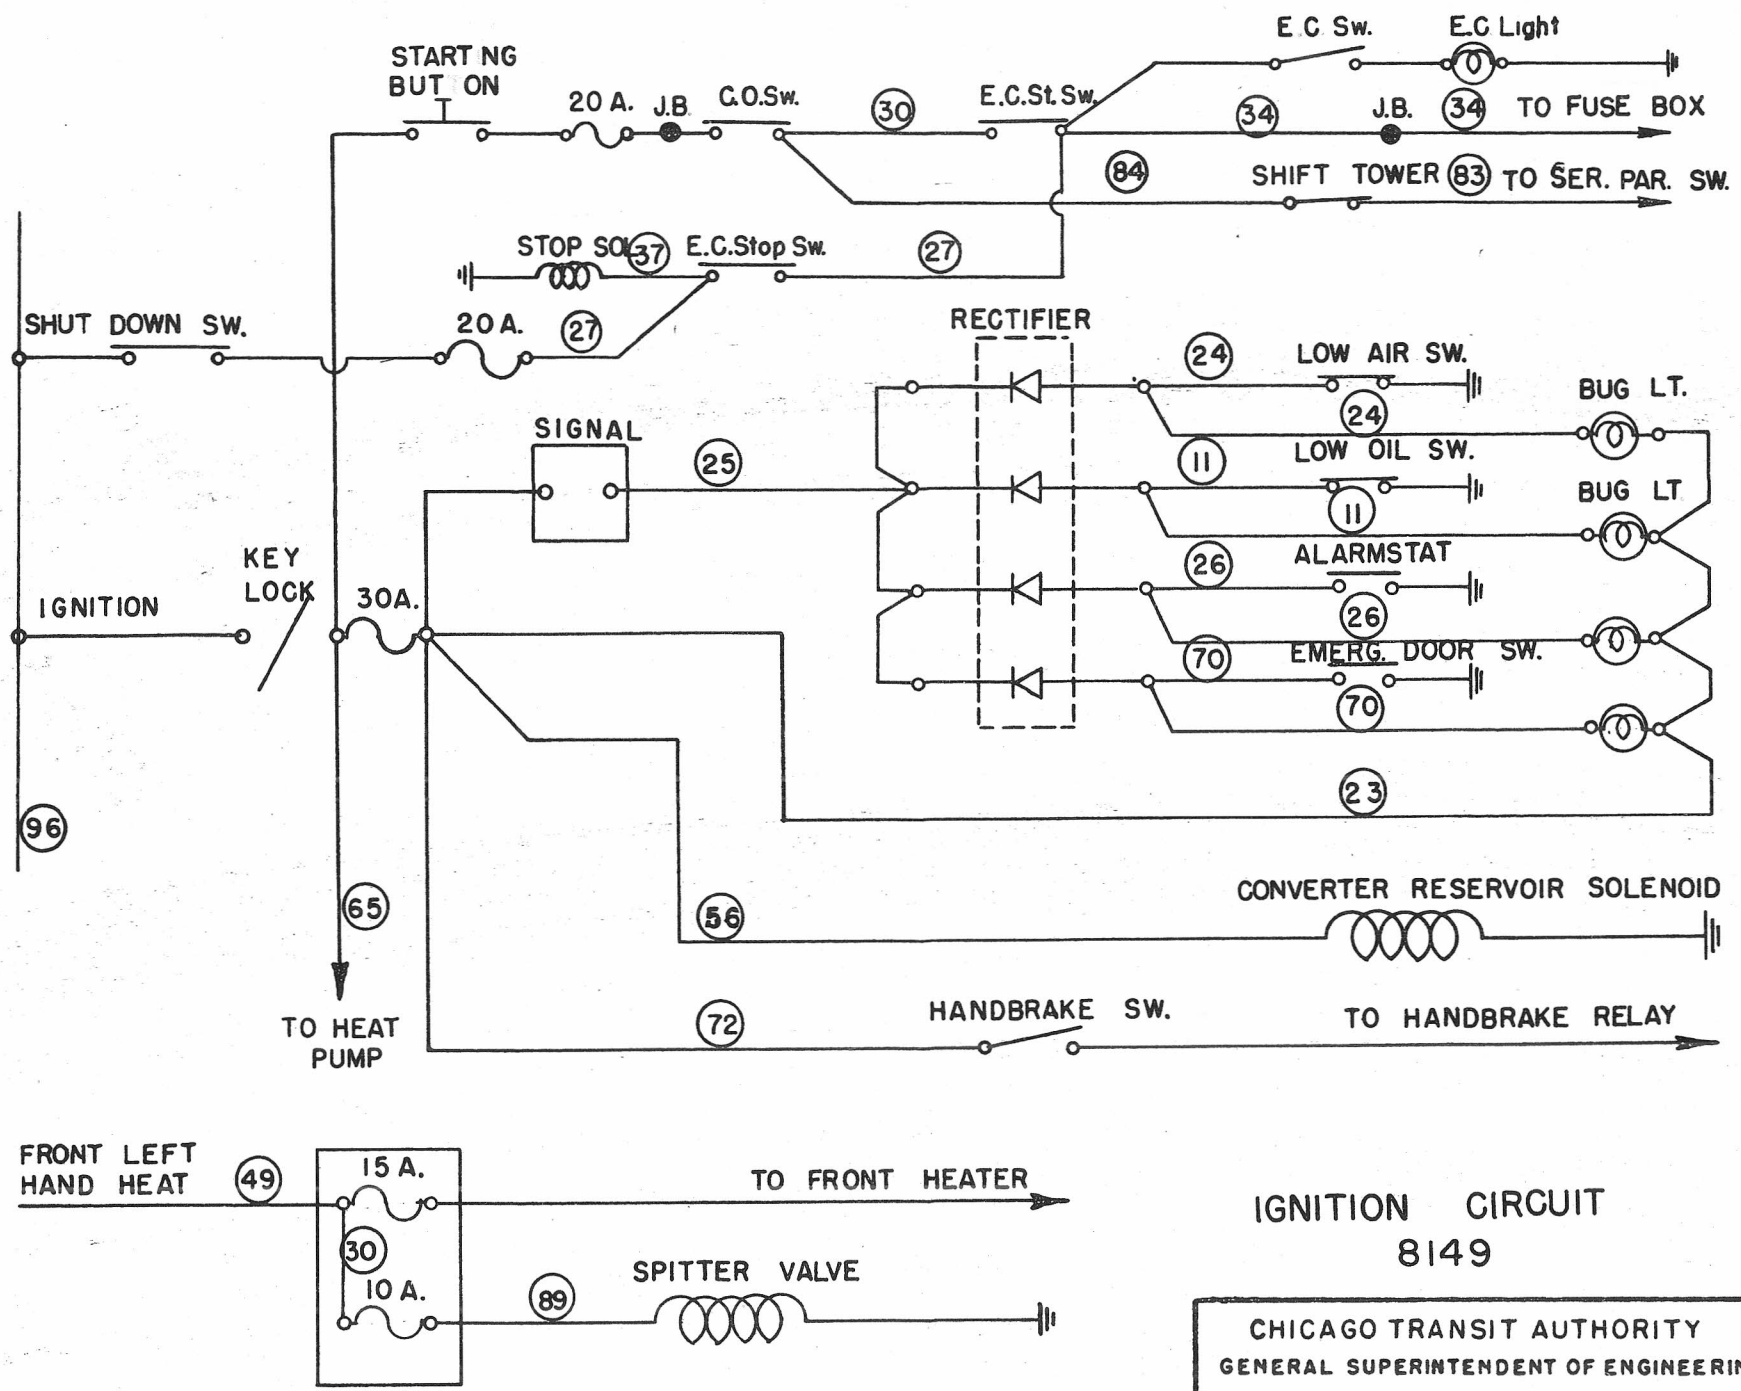 E.C. Sw.
E.C. Light
STARTING
BUTTON
20 A.
J.B.
C.O.Sw.
30
E.C.St.Sw.
34
J.B.
34
TO FUSE BOX
84
SHIFT TOWER
83
TO SER. PAR. SW.
STOP SOL
37
E.C.Stop Sw.
27
SHUT DOWN SW.
20 A.
27
RECTIFIER
24
LOW AIR SW.
24
BUG LT.
SIGNAL
25
11
LOW OIL SW.
11
BUG LT
KEY
LOCK
IGNITION
30A.
26
ALARMSTAT
26
70
EMERG. DOOR SW.
70
23
96
65
56
CONVERTER RESERVOIR SOLENOID
TO HEAT
PUMP
72
HANDBRAKE SW.
TO HANDBRAKE RELAY
FRONT LEFT
HAND HEAT
49
15 A.
TO FRONT HEATER
30
10 A.
89
SPITTER VALVE
IGNITION CIRCUIT
8149
CHICAGO TRANSIT AUTHORITY
GENERAL SUPERINTENDENT OF ENGINEERIN